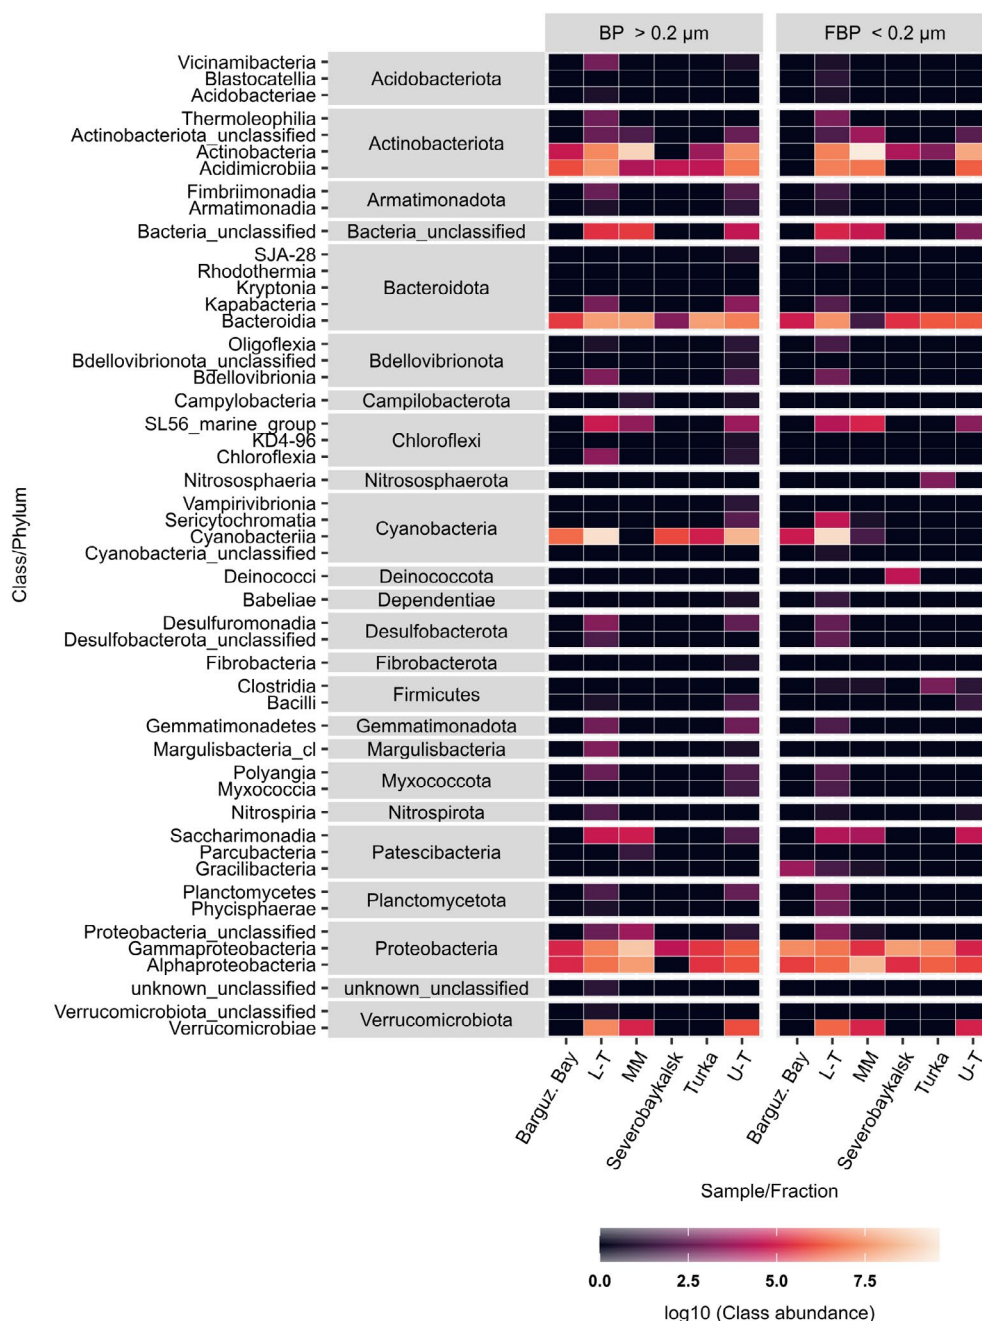 BP > 0.2 µm FBP < 0.2 µm
Vicinamibacteria
Blastocatellia
Acidobacteriae
Acidobacteriota
Thermoleophilia
Actinobacteriota_unclassified
Actinobacteria
Acidimicrobiia
Actinobacteriota
Fimbriimonadia
Armatimonadia
Armatimonadota
Bacteria_unclassified Bacteria_unclassified
SJA-28
Rhodothermia
Kryptonia
Kapabacteria
Bacteroidia
Bacteroidota
Oligoflexia
Bdellovibrionota_unclassified
Bdellovibrionia
Bdellovibrionota
Campylobacteria Campilobacterota
SL56_marine_group
KD4-96
Chloroflexia
Chloroflexi
Nitrososphaeria Nitrososphaerota
Vampirivibrionia
Sericytochromatia
Cyanobacteriia
Cyanobacteria_unclassified
Cyanobacteria
Deinococci Deinococcota
Babeliae Dependentiae
Desulfuromonadia
Desulfobacterota_unclassified
Desulfobacterota
Fibrobacteria Fibrobacterota
Clostridia
Bacilli
Firmicutes
Gemmatimonadetes Gemmatimonadota
Margulisbacteria_cl Margulisbacteria
Polyangia
Myxococcia
Myxococcota
Nitrospiria Nitrospirota
Saccharimonadia
Parcubacteria
Gracilibacteria
Patescibacteria
Planctomycetes
Phycisphaerae
Planctomycetota
Proteobacteria_unclassified
Gammaproteobacteria
Alphaproteobacteria
Proteobacteria
unknown_unclassified unknown_unclassified
Verrucomicrobiota_unclassified
Verrucomicrobiae
Verrucomicrobiota
Class/Phylum
Barguz. Bay L-T MM Severobaykalsk Turka U-T Barguz. Bay L-T MM Severobaykalsk Turka U-T
Sample/Fraction
0.0 2.5 5.0 7.5
log10 (Class abundance)